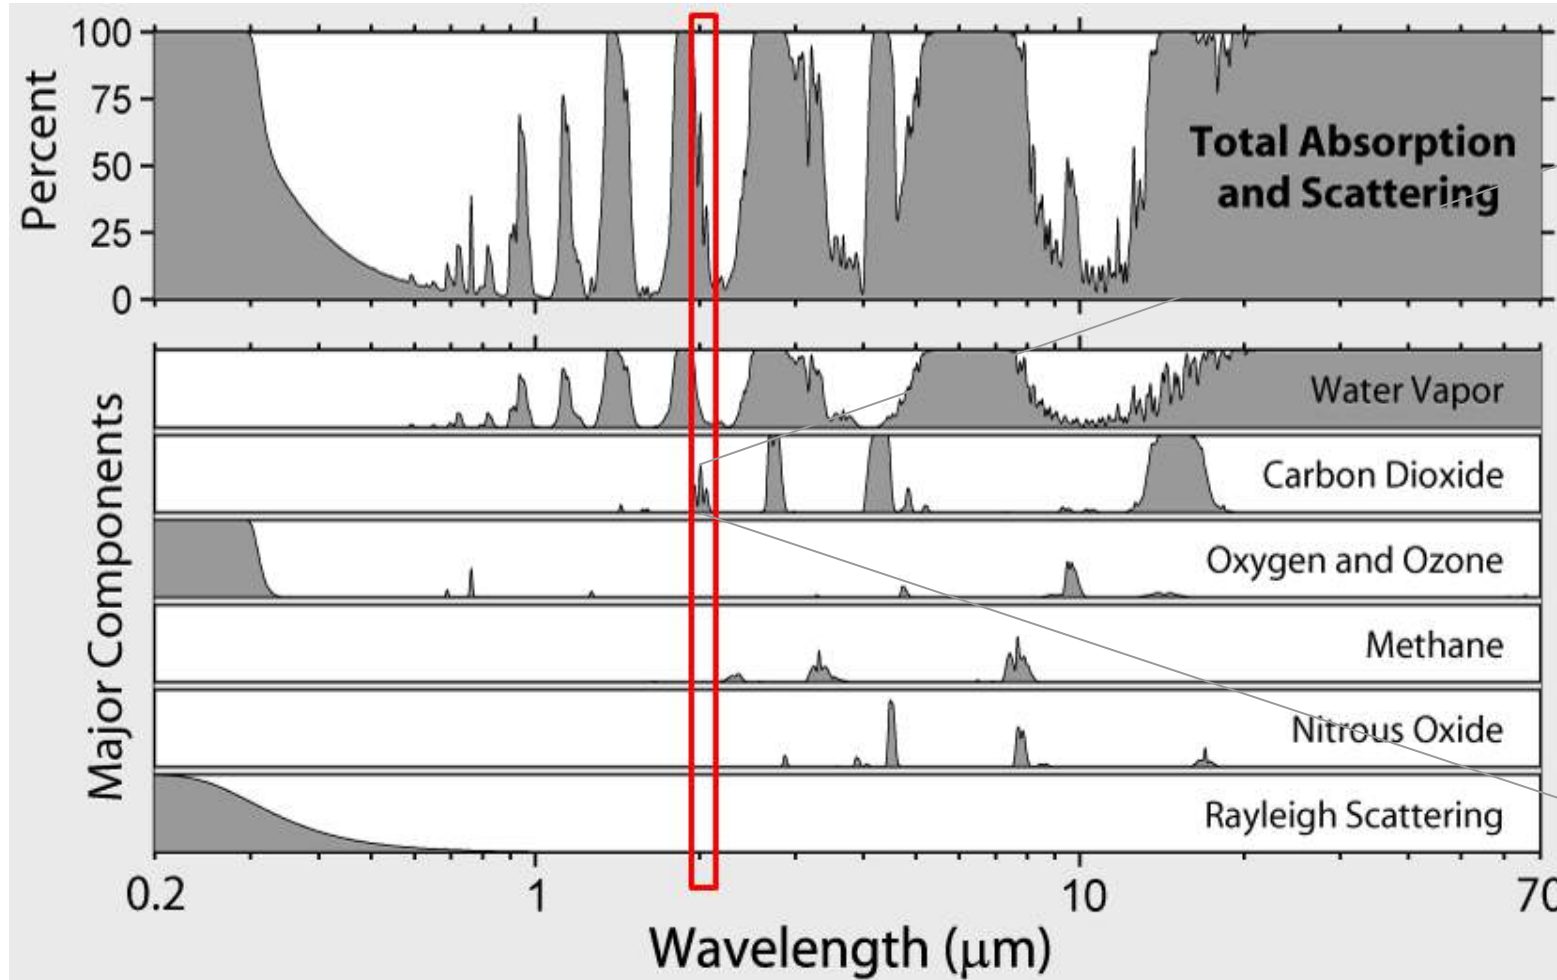 Percent
100
75
50
25
0
Total Absorption
and Scattering
Major Components
Water Vapor
Carbon Dioxide
Oxygen and Ozone
Methane
Nitrous Oxide
Rayleigh Scattering
0.2
1
10
70
Wavelength (μm)